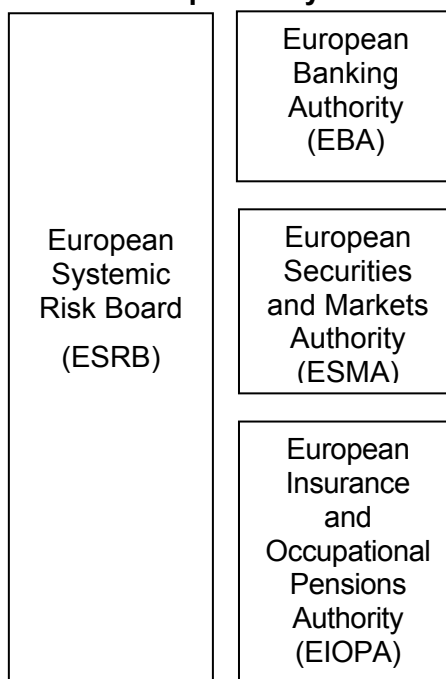 European
Systemic
Risk Board
(ESRB)
European
Banking
Authority
(EBA)
European
Securities
and Markets
Authority
(ESMA)
European
Insurance
and
Occupational
Pensions
Authority
(EIOPA)